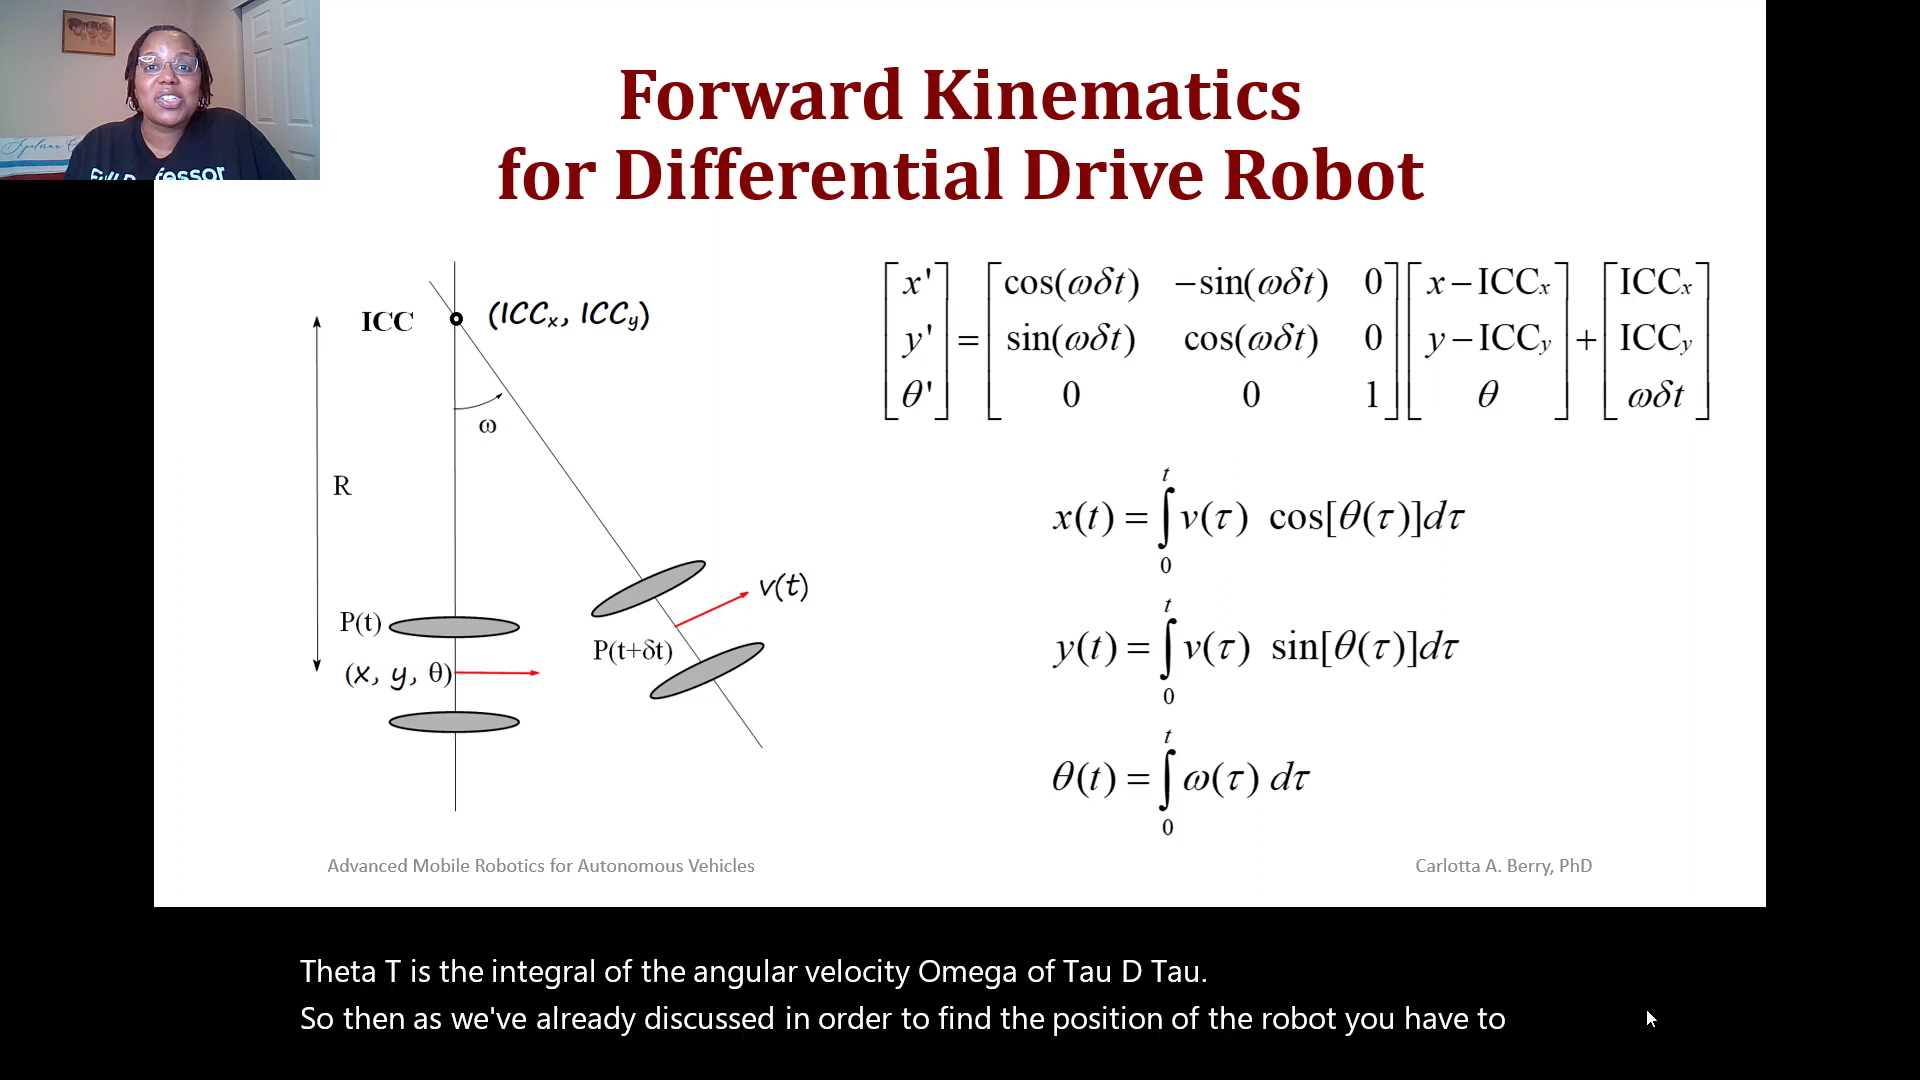 Forward Kinematics
for Differential Drive Robot
ICC
(ICCx, ICCy)
ω
R
P(t)
(x, y, θ)
P(t+δt)
v(t)
[x' y' θ'] = [cos(ωδt) −sin(ωδt) 0; sin(ωδt) cos(ωδt) 0; 0 0 1] [x−ICCx; y−ICCy; θ] + [ICCx; ICCy; ωδt]
x(t) = ∫₀ᵗ v(τ) cos[θ(τ)]dτ
y(t) = ∫₀ᵗ v(τ) sin[θ(τ)]dτ
θ(t) = ∫₀ᵗ ω(τ) dτ
Advanced Mobile Robotics for Autonomous Vehicles
Carlotta A. Berry, PhD
Theta T is the integral of the angular velocity Omega of Tau D Tau.
So then as we've already discussed in order to find the position of the robot you have to